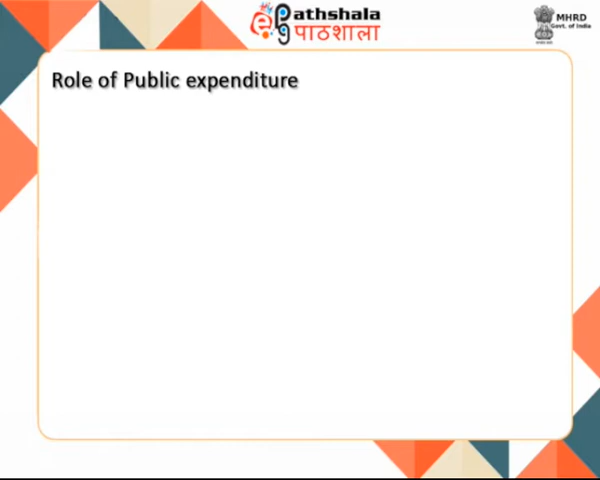 e Pathshala
पाठशाला
MHRD
Govt. of India
Role of Public expenditure